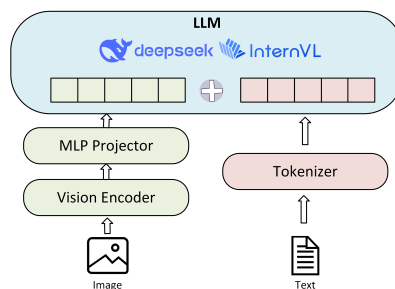 LLM
deepseek InternVL
MLP Projector
Vision Encoder
Tokenizer
Image
Text